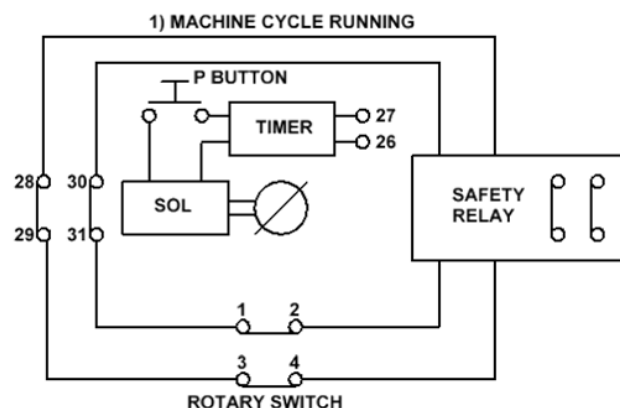 1) MACHINE CYCLE RUNNING
P BUTTON
TIMER
27
26
28
30
SOL
SAFETY
RELAY
29
31
1
2
3
4
ROTARY SWITCH